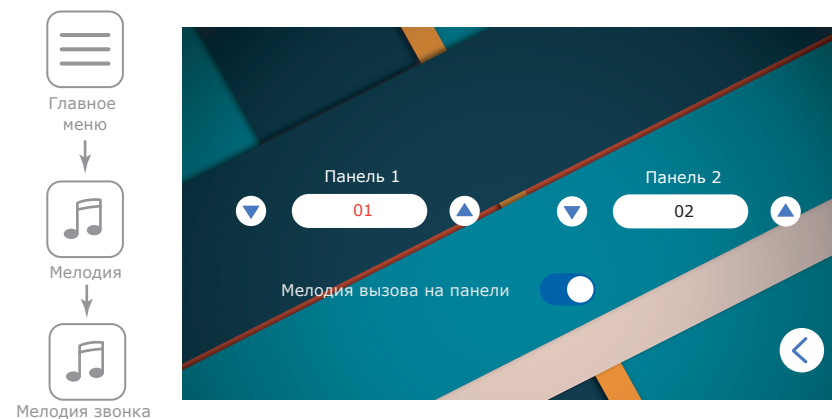 Главное
меню
Мелодия
Мелодия звонка
Панель 1
01
Панель 2
02
Мелодия вызова на панели